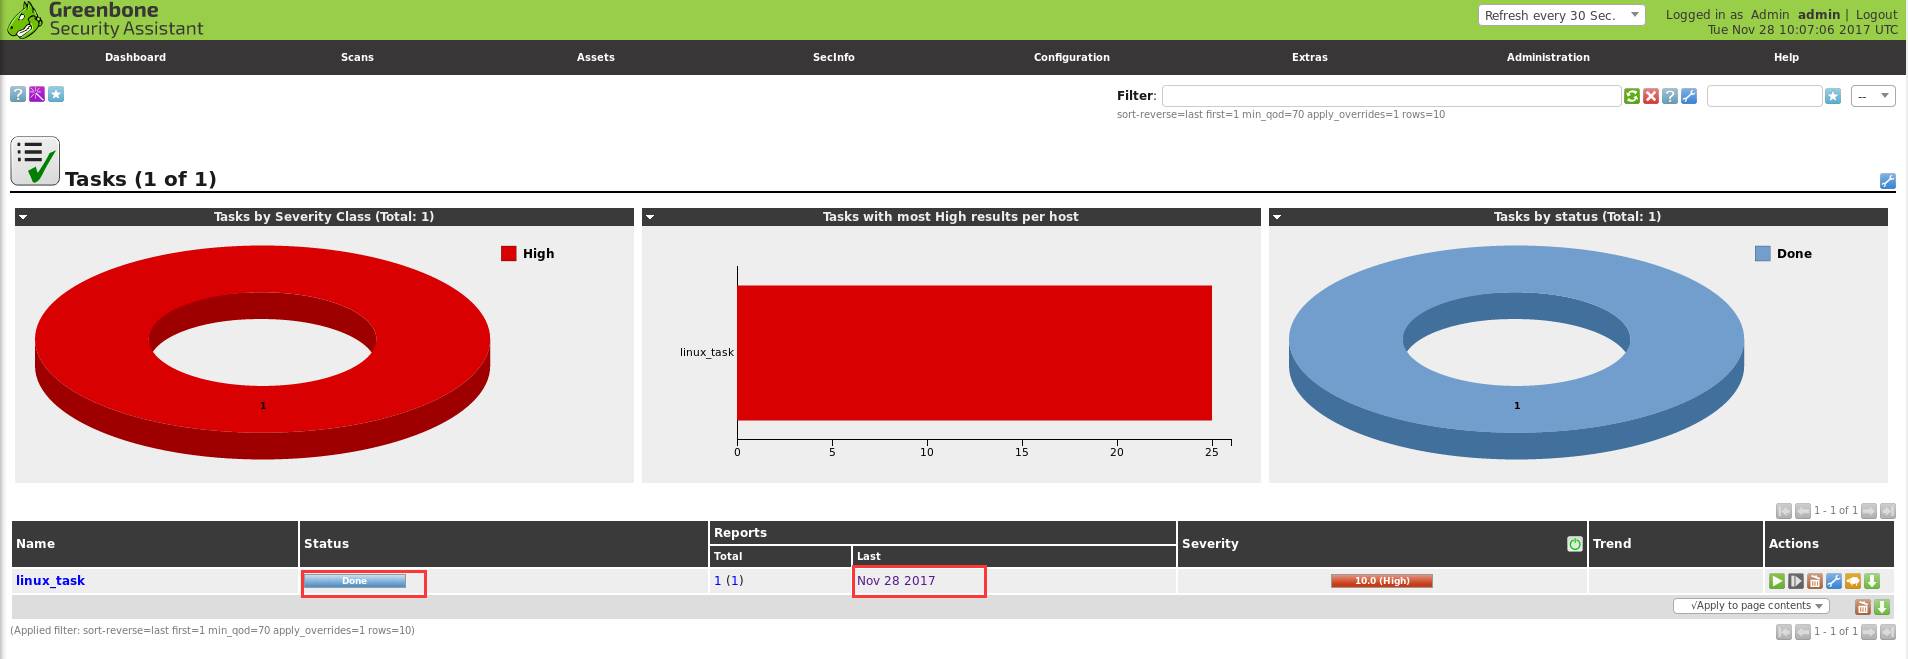 Greenbone
Security Assistant
Refresh every 30 Sec.
Logged in as Admin admin | Logout
Tue Nov 28 10:07:06 2017 UTC
Dashboard Scans Assets SecInfo Configuration Extras Administration Help
Filter: --
sort-reverse=last first=1 min_qod=70 apply_overrides=1 rows=10
Tasks (1 of 1)
Tasks by Severity Class (Total: 1)
High
1
Tasks with most High results per host
linux_task
0 5 10 15 20 25
Tasks by status (Total: 1)
Done
1
1 - 1 of 1
Name Status Reports Severity Trend Actions
Total Last
linux_task Done 1 (1) Nov 28 2017 10.0 (High)
√Apply to page contents
(Applied filter: sort-reverse=last first=1 min_qod=70 apply_overrides=1 rows=10)
1 - 1 of 1